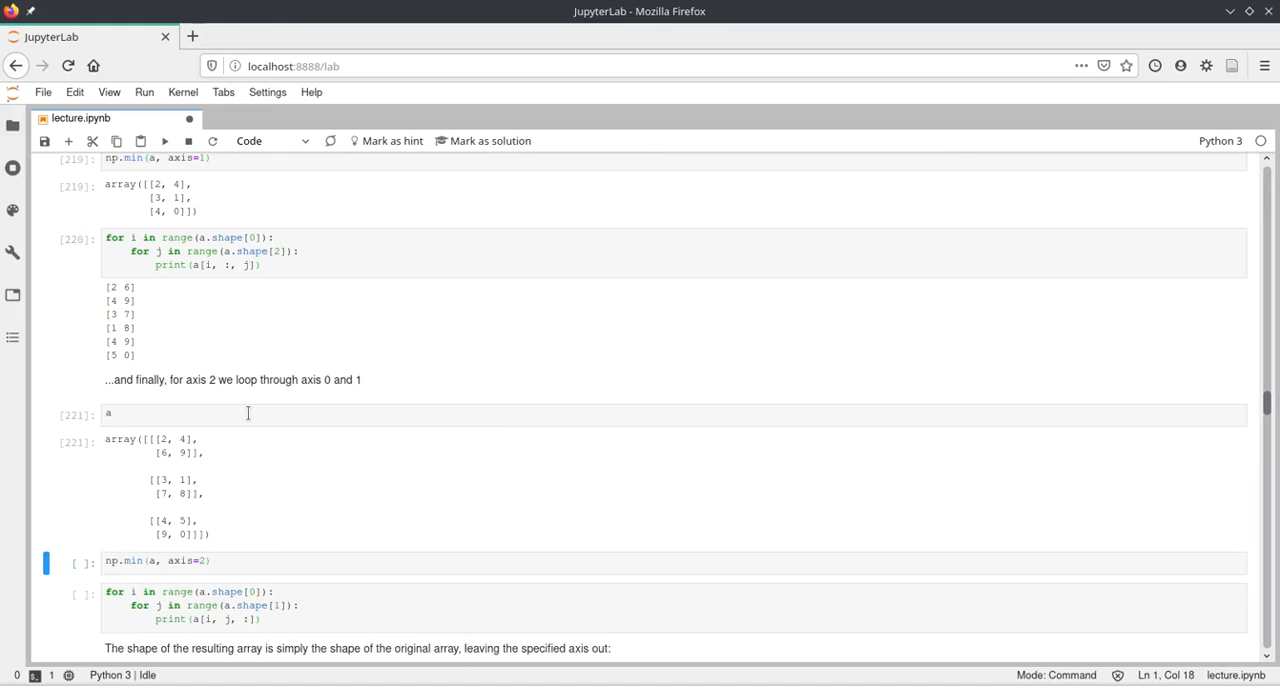 JupyterLab - Mozilla Firefox
JupyterLab
localhost:8888/lab
File Edit View Run Kernel Tabs Settings Help
lecture.ipynb
Code Mark as hint Mark as solution Python 3
[219]: np.min(a, axis=1)
[219]: array([[2, 4],
[3, 1],
[4, 0]])
[220]: for i in range(a.shape[0]):
for j in range(a.shape[2]):
print(a[i, :, j])
[2 6]
[4 9]
[3 7]
[1 8]
[4 9]
[5 0]
...and finally, for axis 2 we loop through axis 0 and 1
[221]: a
[221]: array([[[2, 4],
[6, 9]],
[[3, 1],
[7, 8]],
[[4, 5],
[9, 0]]])
[ ]: np.min(a, axis=2)
[ ]: for i in range(a.shape[0]):
for j in range(a.shape[1]):
print(a[i, j, :])
The shape of the resulting array is simply the shape of the original array, leaving the specified axis out:
0 1 Python 3 | Idle Mode: Command Ln 1, Col 18 lecture.ipynb